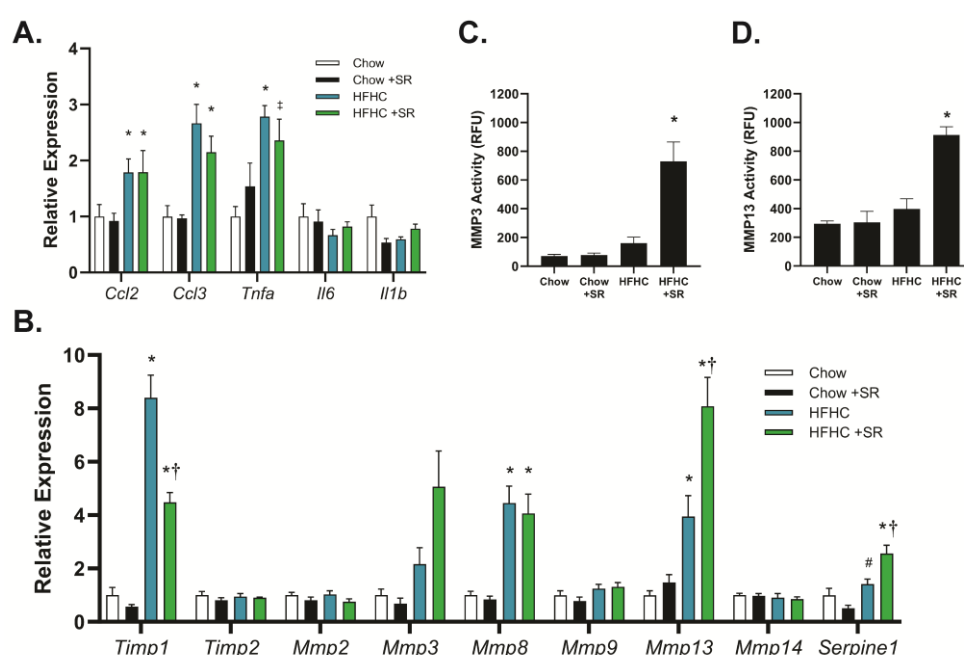 A.
Relative Expression
4
3
2
1
0
*
*
*
*
*
‡
Chow
Chow +SR
HFHC
HFHC +SR
Ccl2
Ccl3
Tnfa
Il6
Il1b
C.
MMP3 Activity (RFU)
1200
1000
800
600
400
200
0
*
Chow
Chow
+SR
HFHC
HFHC
+SR
D.
MMP13 Activity (RFU)
1200
1000
800
600
400
200
0
*
Chow
Chow
+SR
HFHC
HFHC
+SR
B.
Relative Expression
10
8
6
4
2
0
*
*†
*
*
*
*†
#
*†
Chow
Chow +SR
HFHC
HFHC +SR
Timp1
Timp2
Mmp2
Mmp3
Mmp8
Mmp9
Mmp13
Mmp14
Serpine1